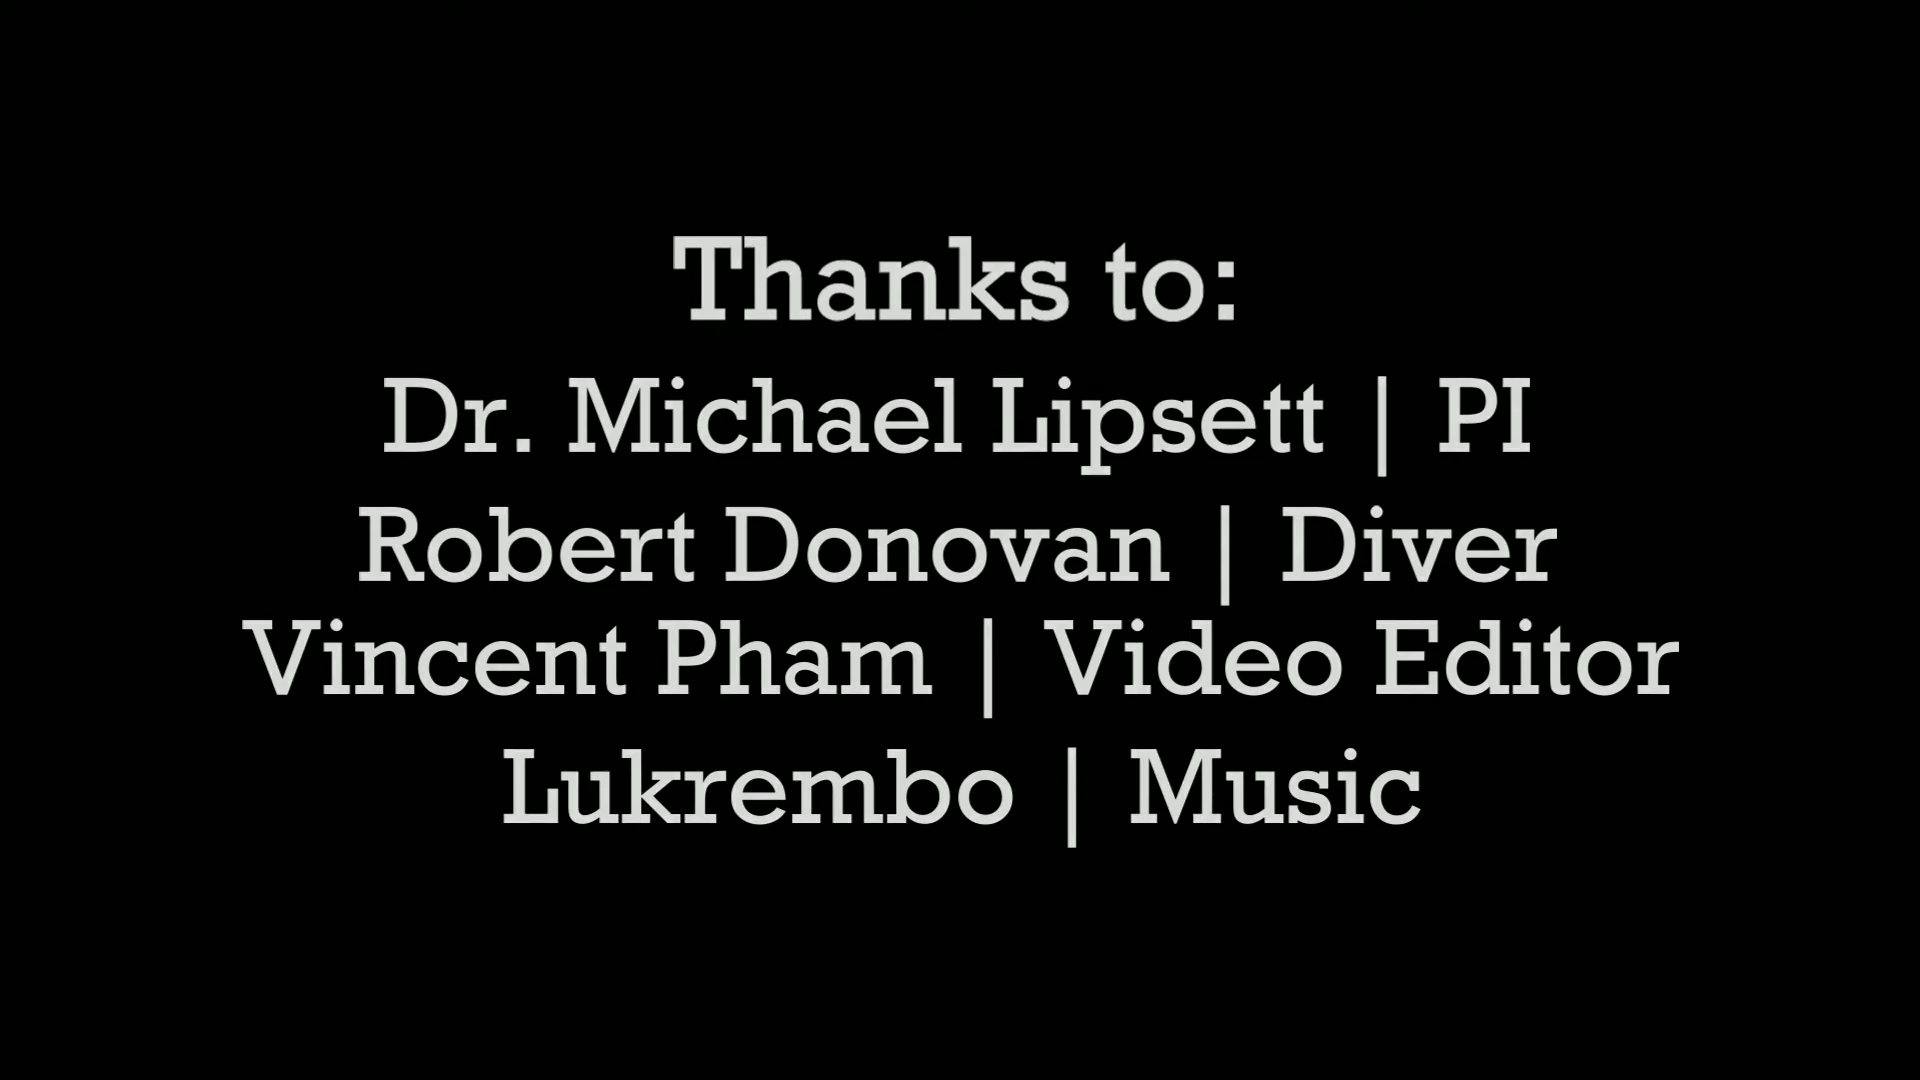 Thanks to:
Dr. Michael Lipsett | PI
Robert Donovan | Diver
Vincent Pham | Video Editor
Lukrembo | Music